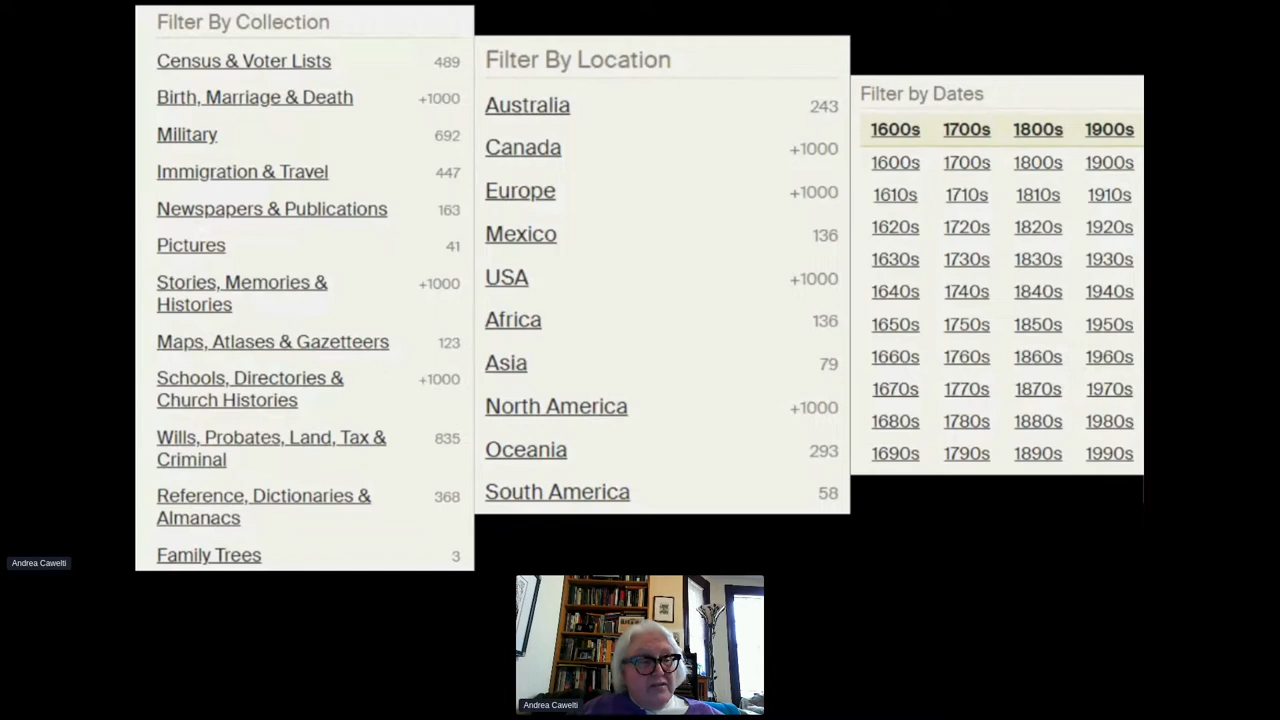 Filter By Collection
Census & Voter Lists 489
Birth, Marriage & Death +1000
Military 692
Immigration & Travel 447
Newspapers & Publications 163
Pictures 41
Stories, Memories & +1000
Histories
Maps, Atlases & Gazetteers 123
Schools, Directories & +1000
Church Histories
Wills, Probates, Land, Tax & 835
Criminal
Reference, Dictionaries & 368
Almanacs
Family Trees 3
Filter By Location
Australia 243
Canada +1000
Europe +1000
Mexico 136
USA +1000
Africa 136
Asia 79
North America +1000
Oceania 293
South America 58
Filter by Dates
1600s 1700s 1800s 1900s
1600s 1700s 1800s 1900s
1610s 1710s 1810s 1910s
1620s 1720s 1820s 1920s
1630s 1730s 1830s 1930s
1640s 1740s 1840s 1940s
1650s 1750s 1850s 1950s
1660s 1760s 1860s 1960s
1670s 1770s 1870s 1970s
1680s 1780s 1880s 1980s
1690s 1790s 1890s 1990s
Andrea Cawelti
Andrea Cawelti